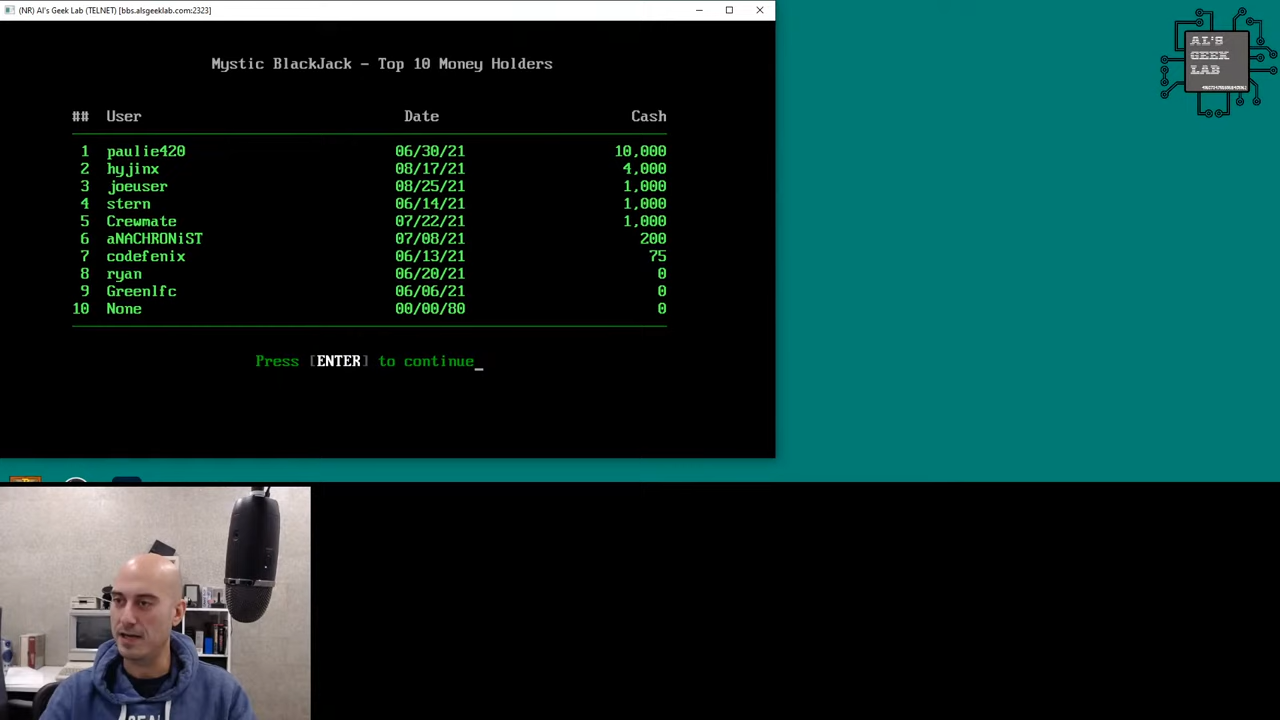 (NR) Al's Geek Lab (TELNET) [bbs.alsgeeklab.com:2323]
AL'S
GEEK
LAB
Mystic BlackJack - Top 10 Money Holders
## User Date Cash
1 paulie420 06/30/21 10,000
2 hyjinx 08/17/21 4,000
3 joeuser 08/25/21 1,000
4 stern 06/14/21 1,000
5 Crewmate 07/22/21 1,000
6 aNACHRONiST 07/08/21 200
7 codefenix 06/13/21 75
8 ryan 06/20/21 0
9 Greenlfc 06/06/21 0
10 None 00/00/80 0
Press [ENTER] to continue_